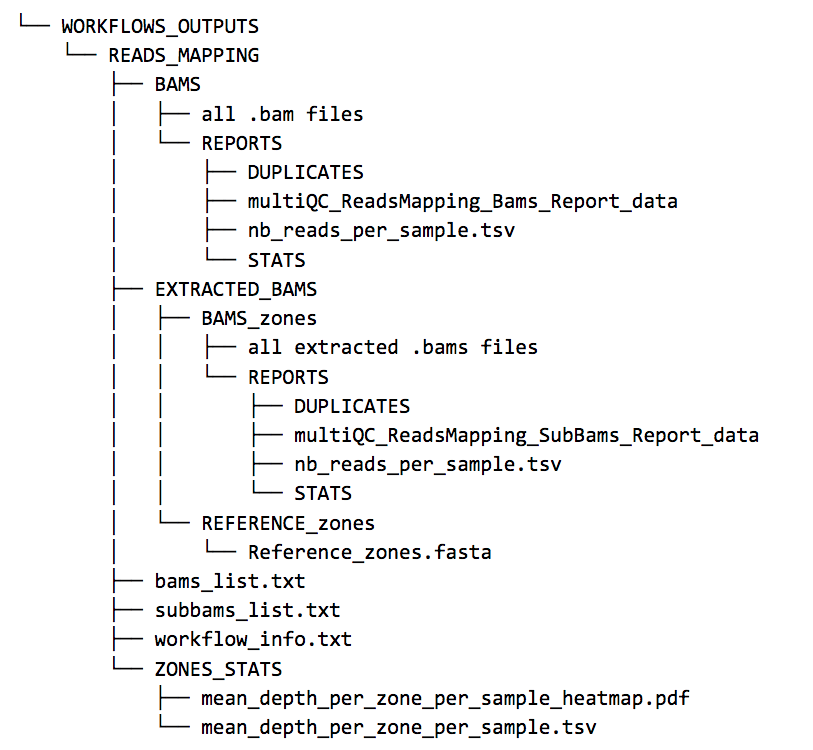 └── WORKFLOWS_OUTPUTS
    └── READS_MAPPING
        ├── BAMS
        │   ├── all .bam files
        │   └── REPORTS
        │       ├── DUPLICATES
        │       ├── multiQC_ReadsMapping_Bams_Report_data
        │       ├── nb_reads_per_sample.tsv
        │       └── STATS
        ├── EXTRACTED_BAMS
        │   ├── BAMS_zones
        │   │   ├── all extracted .bams files
        │   │   └── REPORTS
        │   │       ├── DUPLICATES
        │   │       ├── multiQC_ReadsMapping_SubBams_Report_data
        │   │       ├── nb_reads_per_sample.tsv
        │   │       └── STATS
        │   └── REFERENCE_zones
        │       └── Reference_zones.fasta
        ├── bams_list.txt
        ├── subbams_list.txt
        ├── workflow_info.txt
        └── ZONES_STATS
            ├── mean_depth_per_zone_per_sample_heatmap.pdf
            └── mean_depth_per_zone_per_sample.tsv